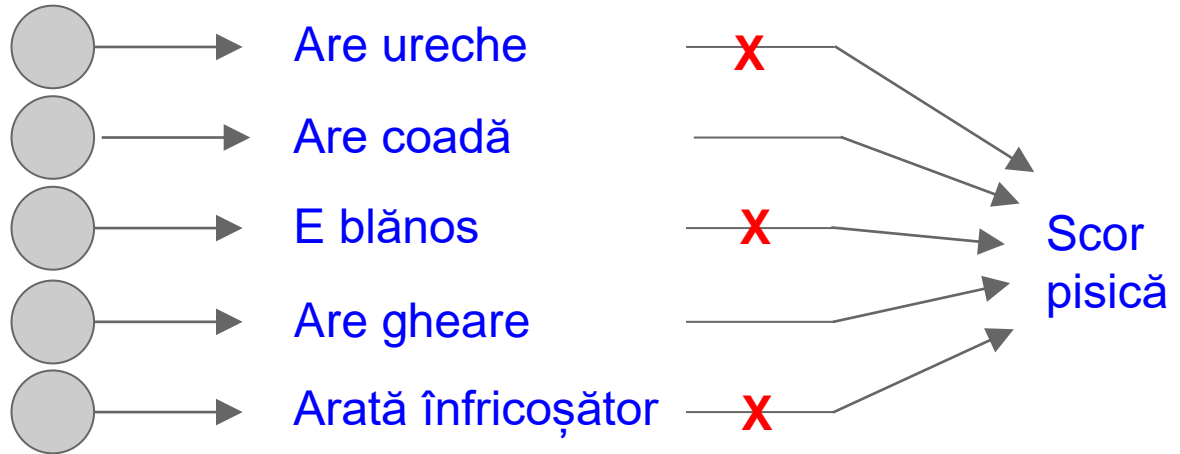 Are ureche X
Are coadă
E blănos X
Scor
pisică
Are gheare
Arată înfricoșător X